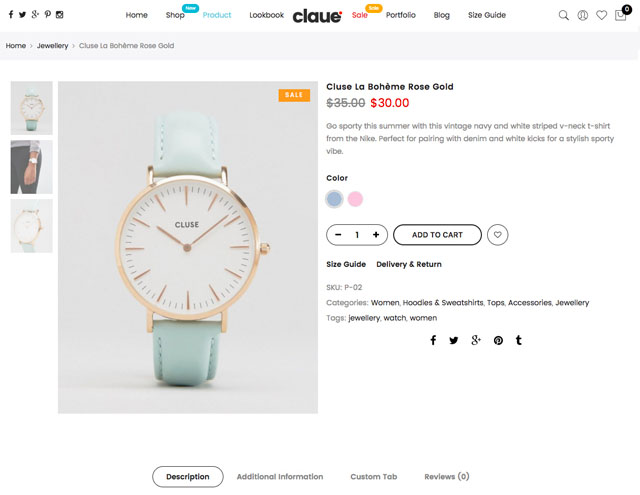 New
Sale
Home Shop Product Lookbook claue Sale Portfolio Blog Size Guide
0
Home > Jewellery > Cluse La Bohème Rose Gold
SALE
CLUSE
Cluse La Bohème Rose Gold
$35.00 $30.00
Go sporty this summer with this vintage navy and white striped v-neck t-shirt
from the Nike. Perfect for pairing with denim and white kicks for a stylish sporty
vibe.
Color
− 1 + ADD TO CART
Size Guide Delivery & Return
SKU: P-02
Categories: Women, Hoodies & Sweatshirts, Tops, Accessories, Jewellery
Tags: jewellery, watch, women
Description Additional Information Custom Tab Reviews (0)